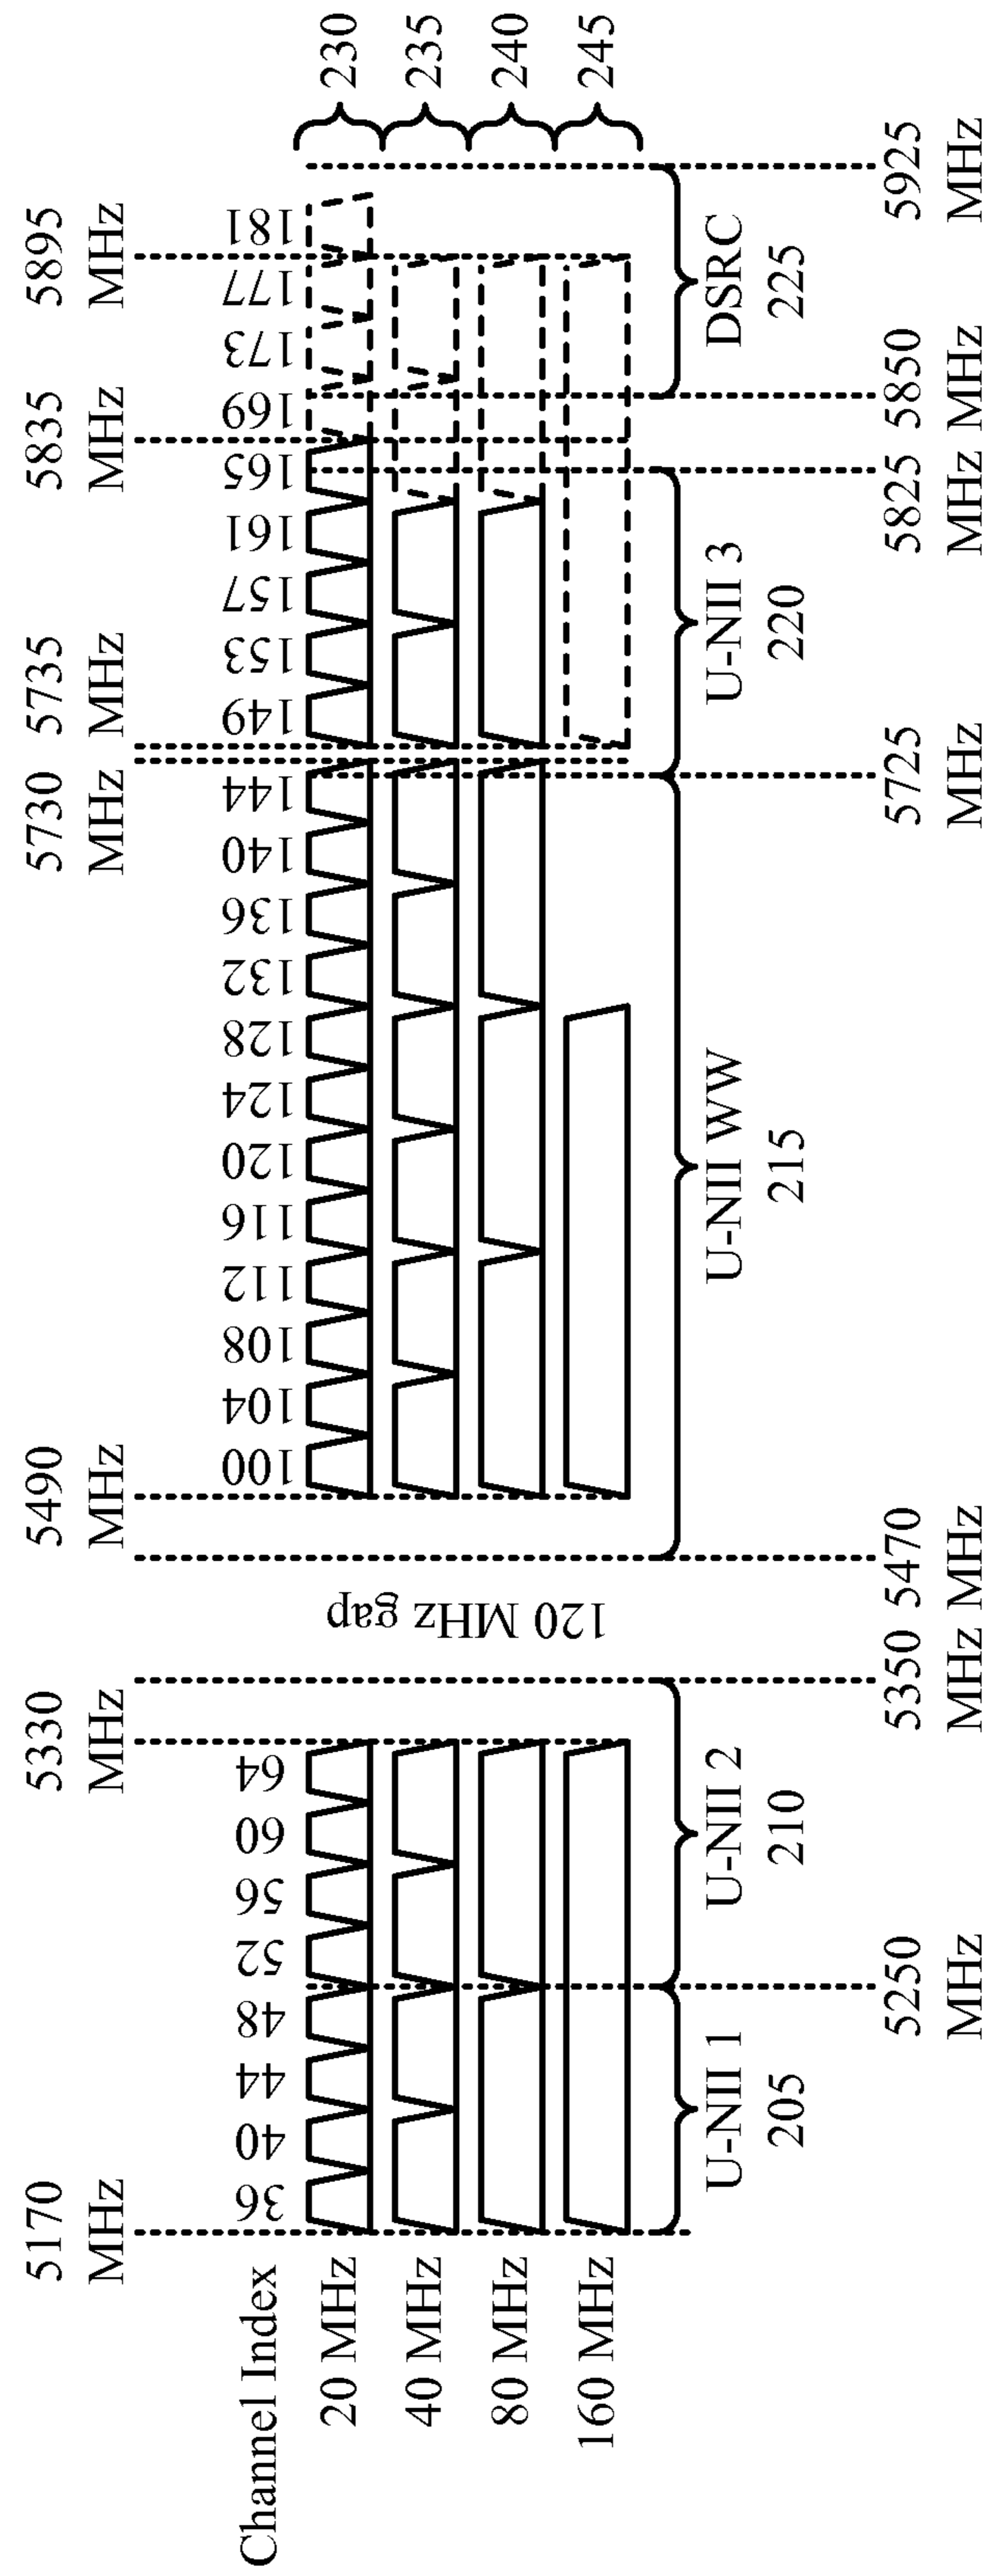 5170
MHz
5330
MHz
5490
MHz
5730
MHz
5735
MHz
5835
MHz
5895
MHz
Channel Index
36
40
44
48
52
56
60
64
100
104
108
112
116
120
124
128
132
136
140
144
149
153
157
161
165
169
173
177
181
20 MHz
230
40 MHz
235
80 MHz
240
160 MHz
245
120 MHz gap
U-NII 1
205
U-NII 2
210
U-NII WW
215
U-NII 3
220
DSRC
225
5250
MHz
5350
MHz
5470
MHz
5725
MHz
5825
MHz
5850
MHz
5925
MHz